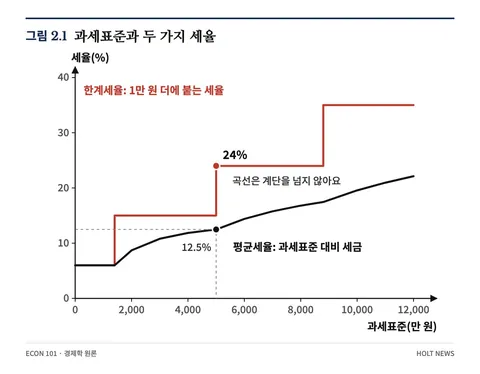 그림 2.1 과세표준과 두 가지 세율
세율(%)
40
한계세율: 1만 원 더에 붙는 세율
30
24%
곡선은 계단을 넘지 않아요
20
12.5%
평균세율: 과세표준 대비 세금
10
0
0 2,000 4,000 6,000 8,000 10,000 12,000
과세표준(만 원)
ECON 101 · 경제학 원론
HOLT NEWS